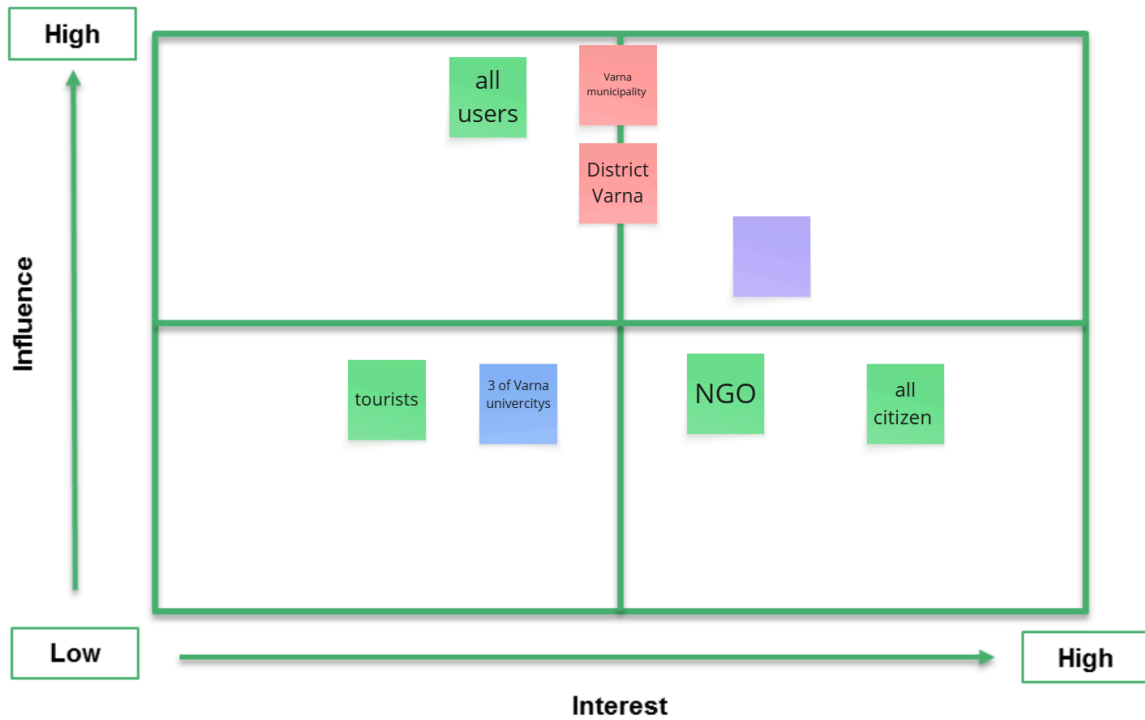 High
all
users
Varna
municipality
District
Varna
Influence
tourists
3 of Varna
univercitys
NGO
all
citizen
Low
High
Interest